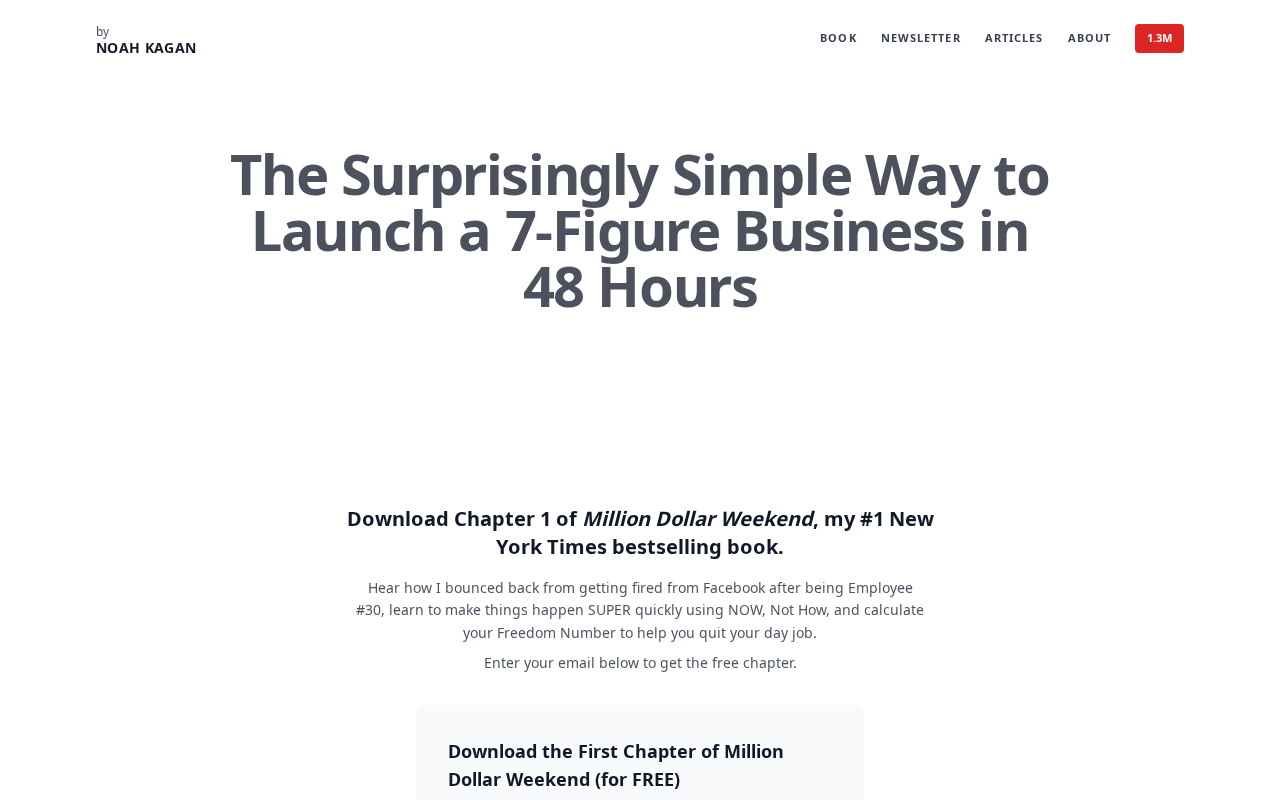 by
NOAH KAGAN
BOOK NEWSLETTER ARTICLES ABOUT 1.3M
The Surprisingly Simple Way to
Launch a 7-Figure Business in
48 Hours
Download Chapter 1 of Million Dollar Weekend, my #1 New
York Times bestselling book.
Hear how I bounced back from getting fired from Facebook after being Employee
#30, learn to make things happen SUPER quickly using NOW, Not How, and calculate
your Freedom Number to help you quit your day job.
Enter your email below to get the free chapter.
Download the First Chapter of Million
Dollar Weekend (for FREE)